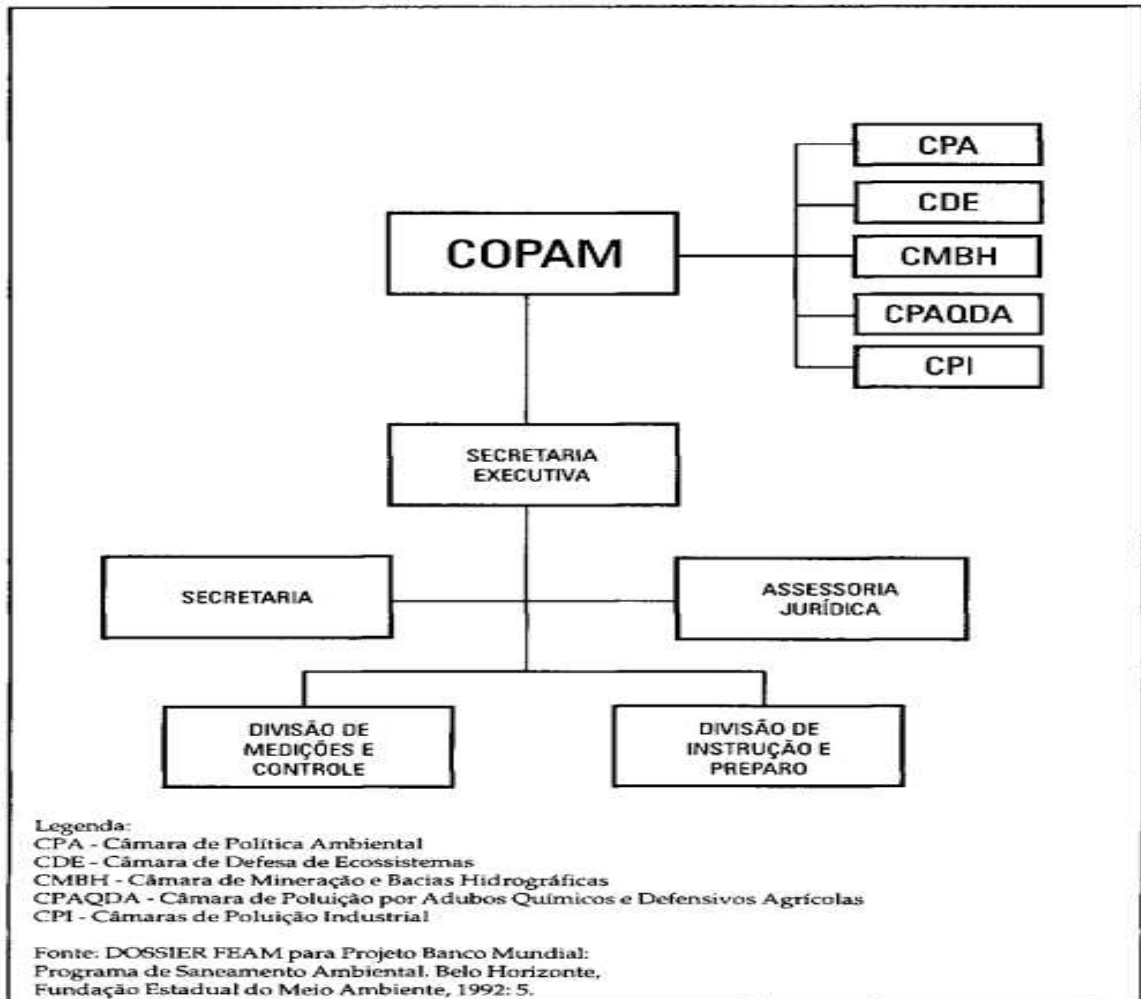 CPA
CDE
COPAM
CMBH
CPAQDA
CPI
SECRETARIA
EXECUTIVA
SECRETARIA
ASSESSORIA
JURÍDICA
DIVISÃO DE
MEDIÇÕES E
CONTROLE
DIVISÃO DE
INSTRUÇÃO E
PREPARO
Legenda:
CPA - Câmara de Política Ambiental
CDE - Câmara de Defesa de Ecossistemas
CMBH - Câmara de Mineração e Bacias Hidrográficas
CPAQDA - Câmara de Poluição por Adubos Químicos e Defensivos Agrícolas
CPI - Câmaras de Poluição Industrial
Fonte: DOSSIER FEAM para Projeto Banco Mundial:
Programa de Saneamento Ambiental. Belo Horizonte,
Fundação Estadual do Meio Ambiente, 1992: 5.